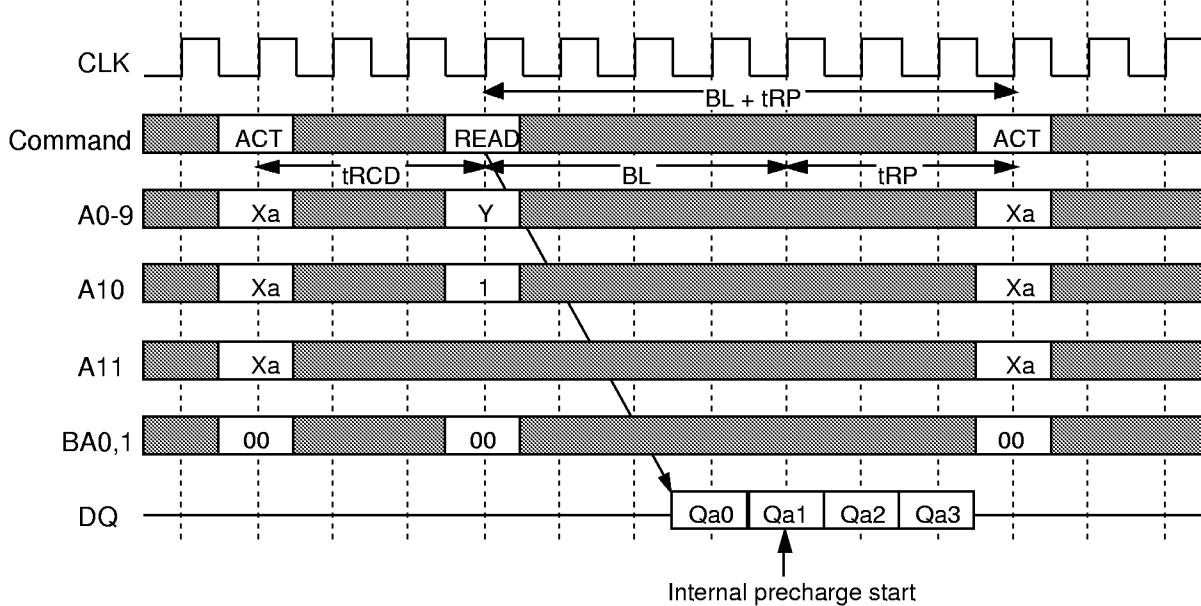 CLK
BL + tRP
Command ACT READ ACT
tRCD BL tRP
A0-9 Xa Y Xa
A10 Xa 1 Xa
A11 Xa Xa
BA0,1 00 00 00
DQ Qa0 Qa1 Qa2 Qa3
Internal precharge start